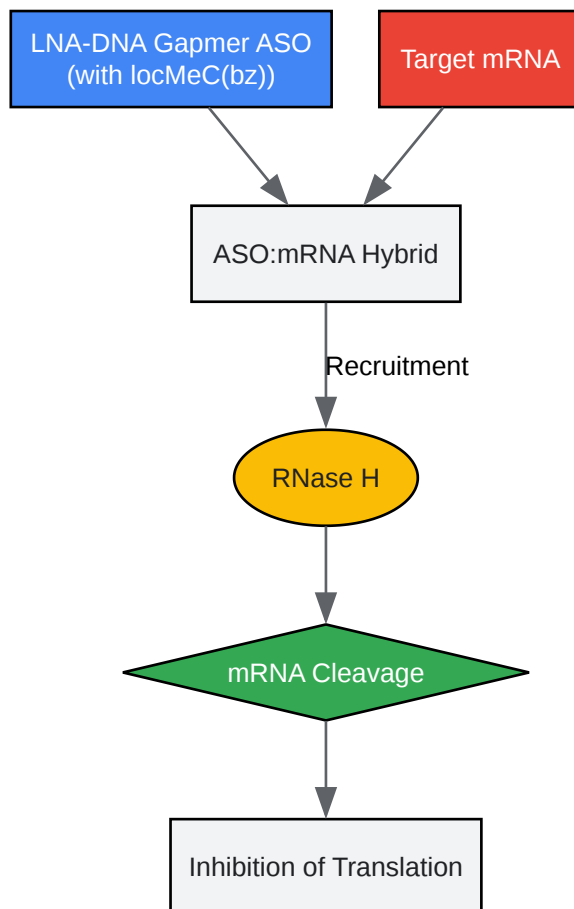 LNA-DNA Gapmer ASO
(with locMeC(bz))
Target mRNA
ASO:mRNA Hybrid
Recruitment
RNase H
mRNA Cleavage
Inhibition of Translation